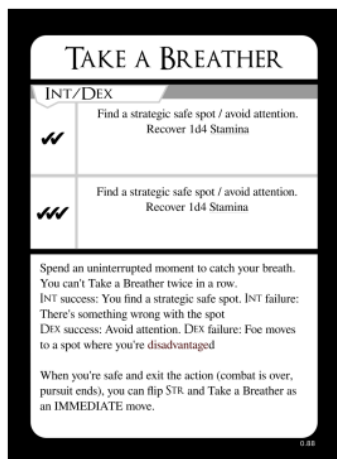 TAKE A BREATHER
INT/DEX
Find a strategic safe spot / avoid attention.
Recover 1d4 Stamina
✓✓
Find a strategic safe spot / avoid attention.
Recover 1d4 Stamina
✓✓✓
Spend an uninterrupted moment to catch your breath.
You can't Take a Breather twice in a row.
INT success: You find a strategic safe spot. INT failure:
There's something wrong with the spot
DEX success: Avoid attention. DEX failure: Foe moves
to a spot where you're disadvantaged
When you're safe and exit the action (combat is over,
pursuit ends), you can flip STR and Take a Breather as
an IMMEDIATE move.
0.88